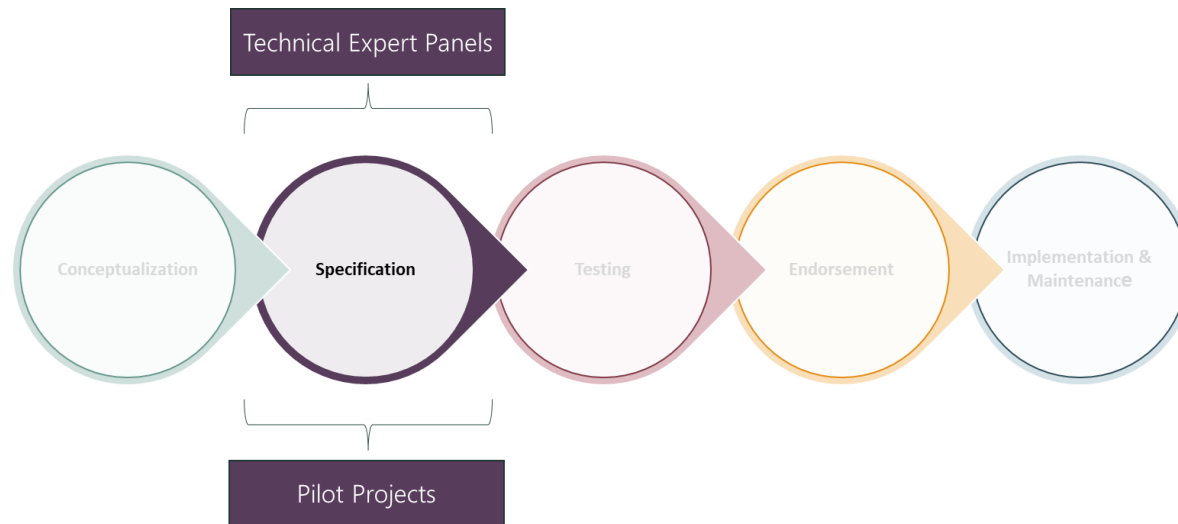 Technical Expert Panels
Conceptualization
Specification
Testing
Endorsement
Implementation &
Maintenance
Pilot Projects